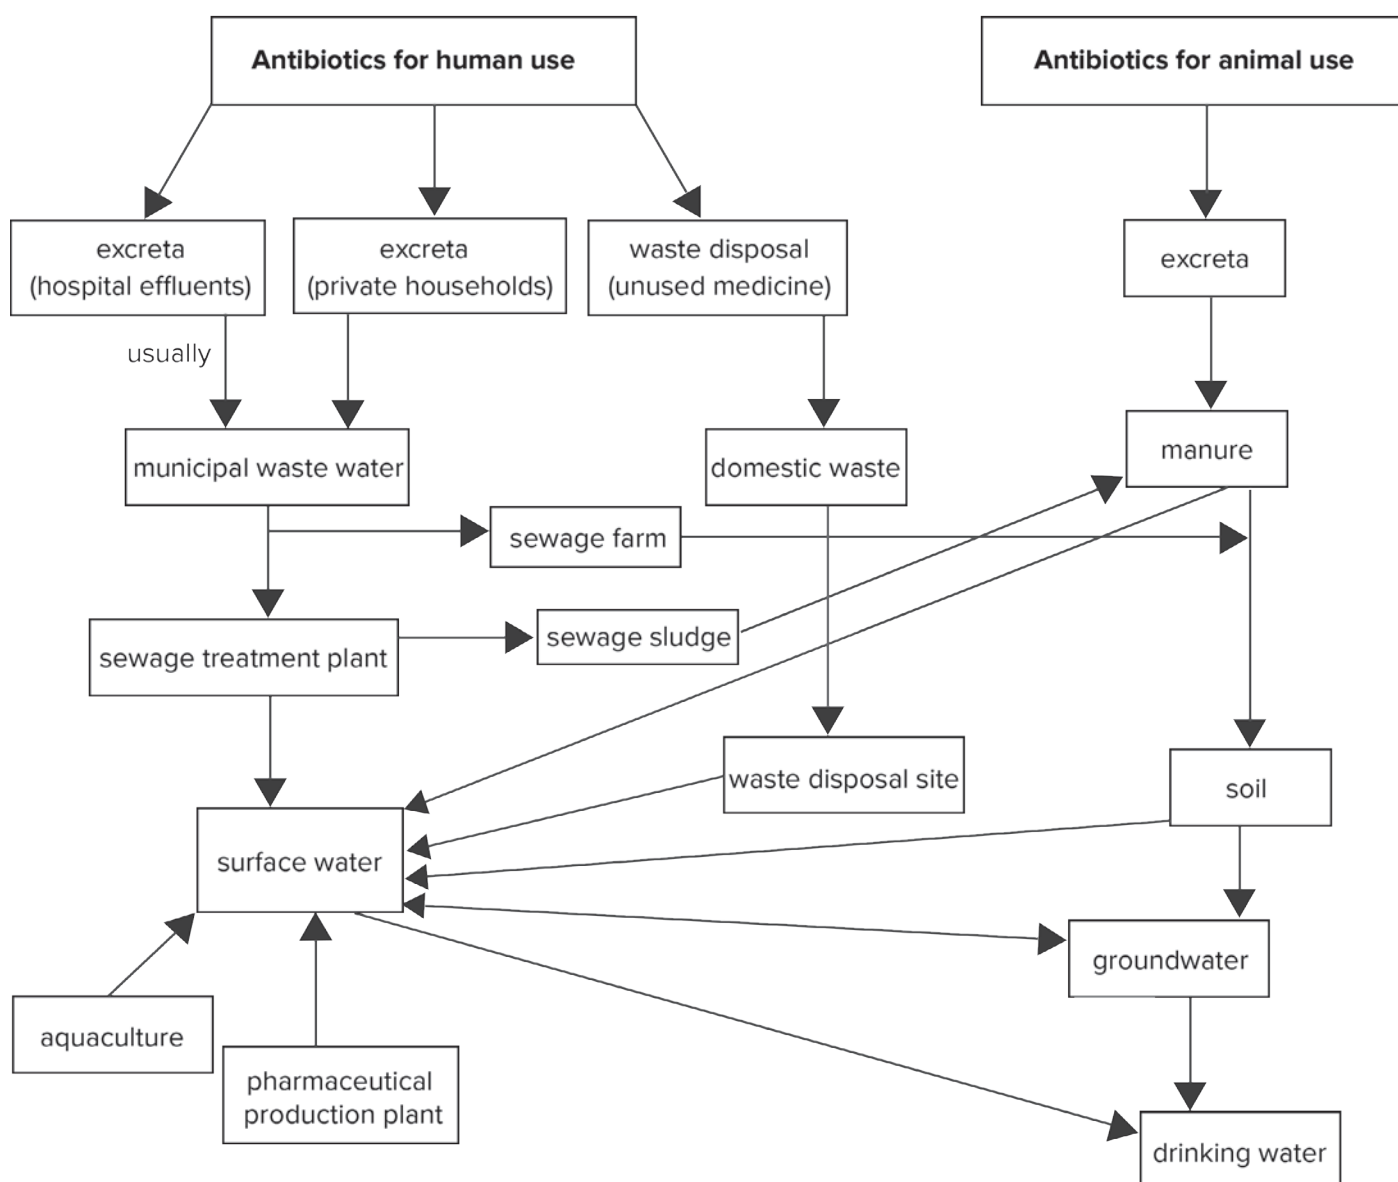 Antibiotics for human use
Antibiotics for animal use
excreta
(hospital effluents)
excreta
(private households)
waste disposal
(unused medicine)
excreta
usually
municipal waste water
domestic waste
manure
sewage farm
sewage treatment plant
sewage sludge
waste disposal site
soil
surface water
groundwater
aquaculture
pharmaceutical
production plant
drinking water